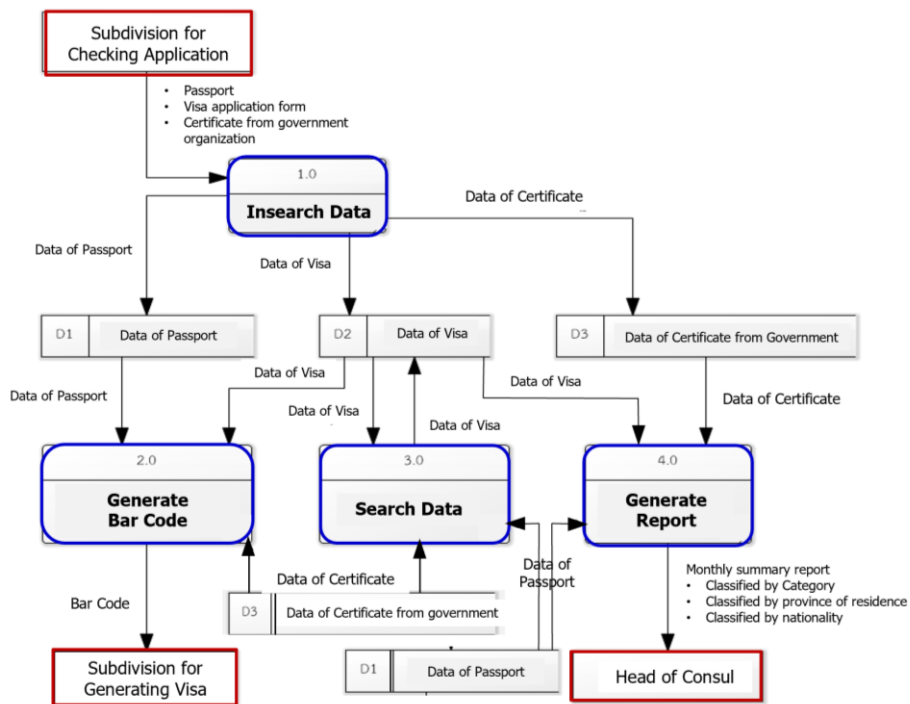 Subdivision for
Checking Application
• Passport
• Visa application form
• Certificate from government
organization
1.0
Insearch Data
Data of Certificate
Data of Passport
Data of Visa
D1
Data of Passport
D2
Data of Visa
D3
Data of Certificate from Government
Data of Passport
Data of Visa
Data of Visa
Data of Visa
Data of Visa
Data of Certificate
2.0
Generate
Bar Code
3.0
Search Data
4.0
Generate
Report
Bar Code
Data of Certificate
Data of
Passport
Monthly summary report
• Classified by Category
• Classified by province of residence
• Classified by nationality
D3
Data of Certificate from government
D1
Data of Passport
Subdivision for
Generating Visa
Head of Consul